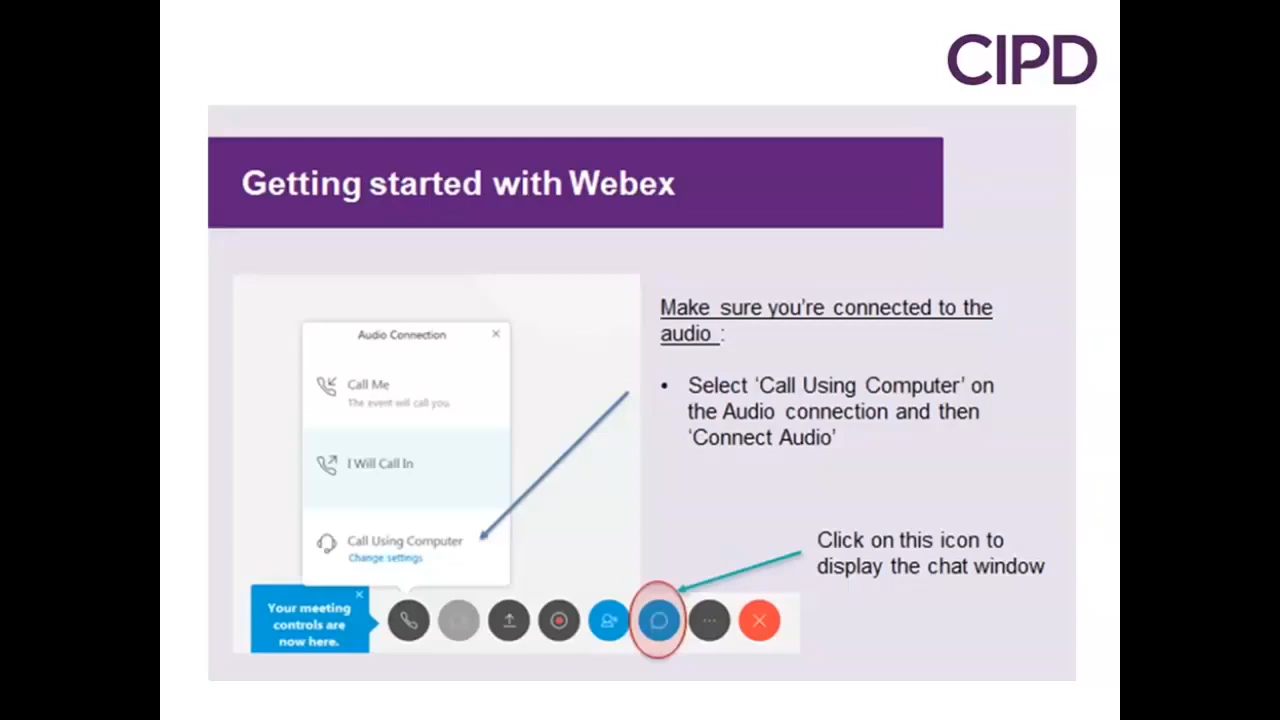 CIPD
Getting started with Webex
Make sure you're connected to the
audio :
• Select ‘Call Using Computer’ on
the Audio connection and then
‘Connect Audio’
Audio Connection
Call Me
The event will call you.
I Will Call In
Call Using Computer
Change settings
Click on this icon to
display the chat window
Your meeting
controls are
now here.